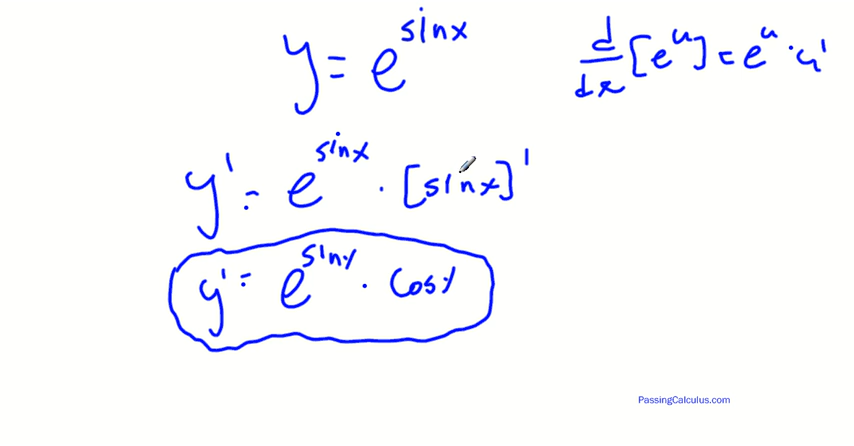 y = e^sinx
d/dx [e^u] = e^u · u'
y' = e^sinx · [sinx]'
y' = e^sinx · cosx
PassingCalculus.com